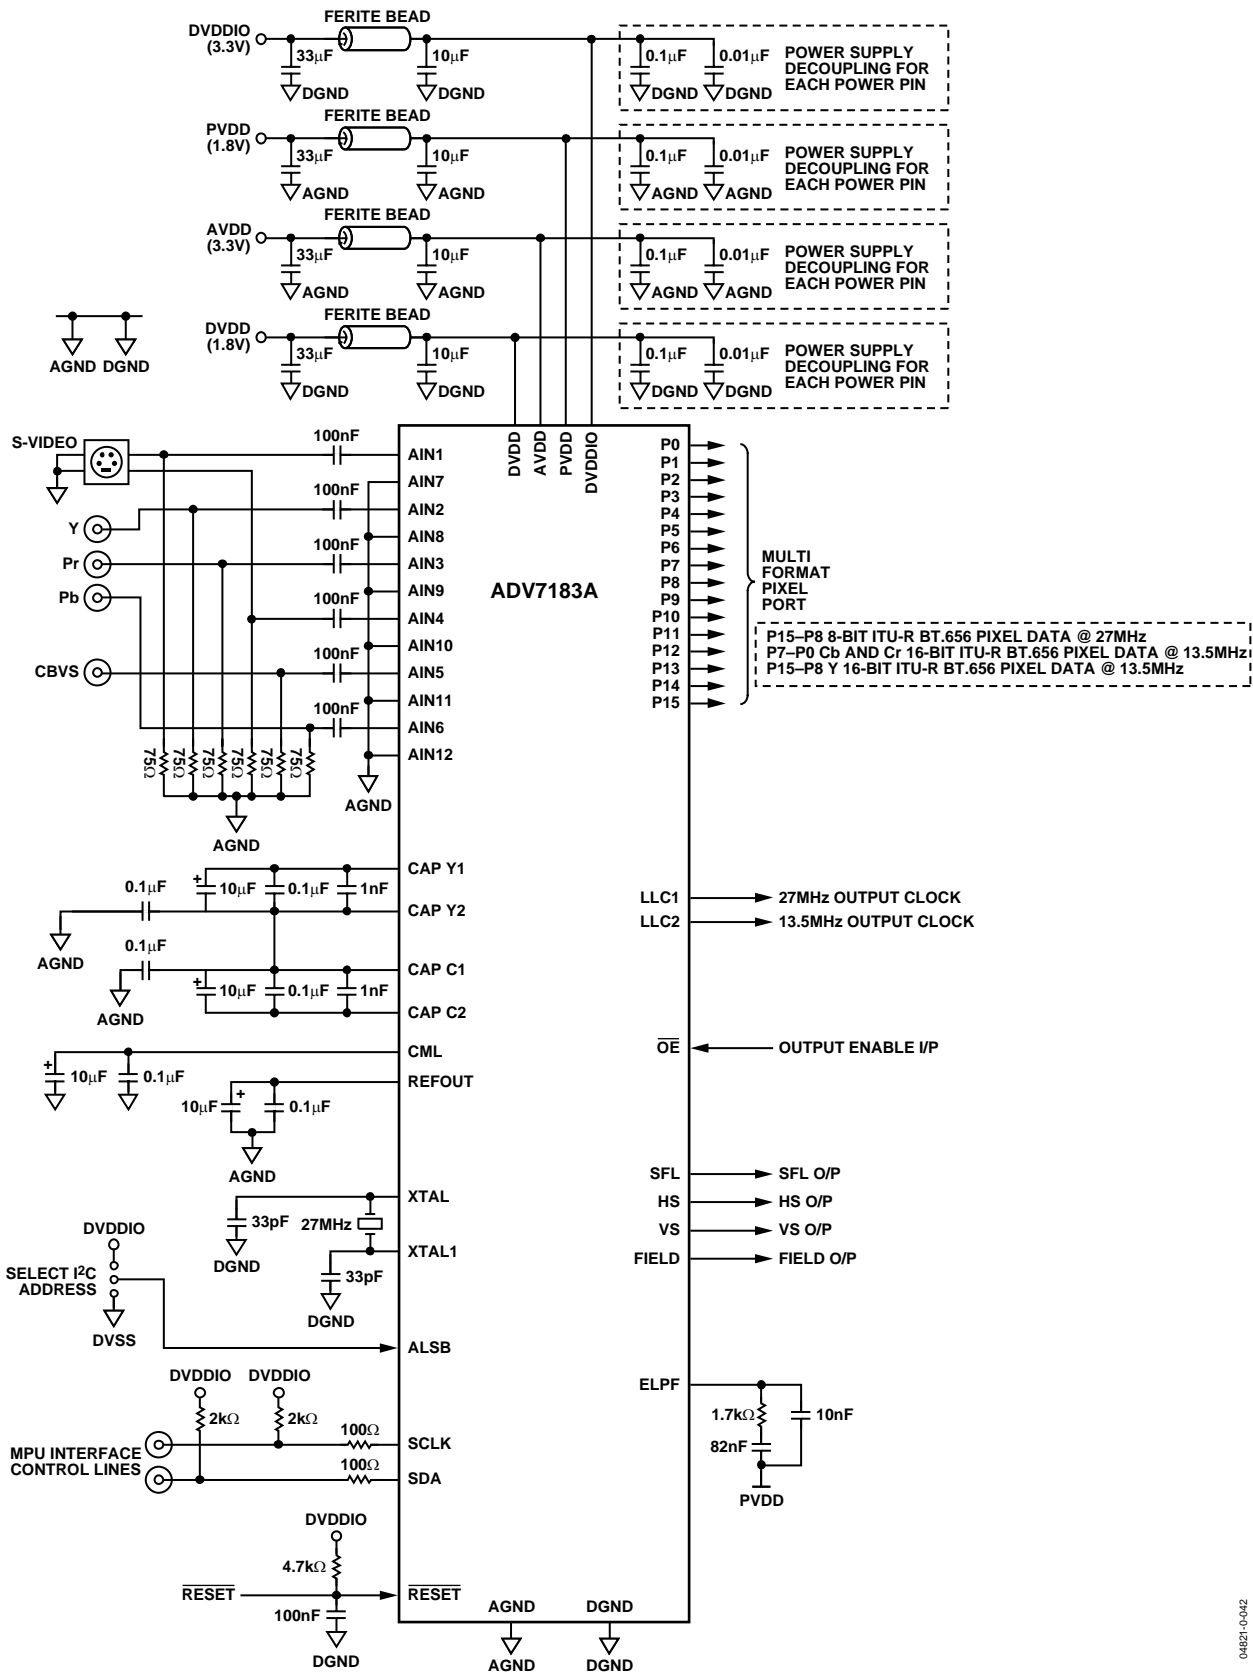 FERITE BEAD
DVDDIO
(3.3V)
33μF
10μF
0.1μF
0.01μF
POWER SUPPLY
DECOUPLING FOR
EACH POWER PIN
DGND
DGND
DGND
DGND
FERITE BEAD
PVDD
(1.8V)
33μF
10μF
0.1μF
0.01μF
POWER SUPPLY
DECOUPLING FOR
EACH POWER PIN
AGND
AGND
AGND
AGND
FERITE BEAD
AVDD
(3.3V)
33μF
10μF
0.1μF
0.01μF
POWER SUPPLY
DECOUPLING FOR
EACH POWER PIN
AGND
AGND
AGND
AGND
FERITE BEAD
DVDD
(1.8V)
33μF
10μF
0.1μF
0.01μF
POWER SUPPLY
DECOUPLING FOR
EACH POWER PIN
DGND
DGND
DGND
DGND
AGND DGND
S-VIDEO
Y
Pr
Pb
CBVS
100nF
100nF
100nF
100nF
100nF
100nF
75Ω
75Ω
75Ω
75Ω
75Ω
75Ω
AGND
AGND
DVDD
AVDD
PVDD
DVDDIO
AIN1
AIN7
AIN2
AIN8
AIN3
AIN9
AIN4
AIN10
AIN5
AIN11
AIN6
AIN12
ADV7183A
P0
P1
P2
P3
P4
P5
P6
P7
P8
P9
P10
P11
P12
P13
P14
P15
MULTI
FORMAT
PIXEL
PORT
P15–P8 8-BIT ITU-R BT.656 PIXEL DATA @ 27MHz
P7–P0 Cb AND Cr 16-BIT ITU-R BT.656 PIXEL DATA @ 13.5MHz
P15–P8 Y 16-BIT ITU-R BT.656 PIXEL DATA @ 13.5MHz
0.1μF
AGND
+
10μF
0.1μF
1nF
CAP Y1
CAP Y2
0.1μF
AGND
+
10μF
0.1μF
1nF
CAP C1
CAP C2
LLC1
27MHz OUTPUT CLOCK
LLC2
13.5MHz OUTPUT CLOCK
+
10μF
0.1μF
CML
REFOUT
10μF
+
0.1μF
AGND
OE
OUTPUT ENABLE I/P
XTAL
33pF
27MHz
DGND
XTAL1
33pF
DGND
SFL
SFL O/P
HS
HS O/P
VS
VS O/P
FIELD
FIELD O/P
DVDDIO
SELECT I²C
ADDRESS
DVSS
ALSB
DVDDIO
DVDDIO
2kΩ
2kΩ
100Ω
SCLK
MPU INTERFACE
CONTROL LINES
100Ω
SDA
ELPF
1.7kΩ
10nF
82nF
PVDD
DVDDIO
4.7kΩ
RESET
RESET
100nF
DGND
AGND
DGND
AGND
DGND
04821-0-042